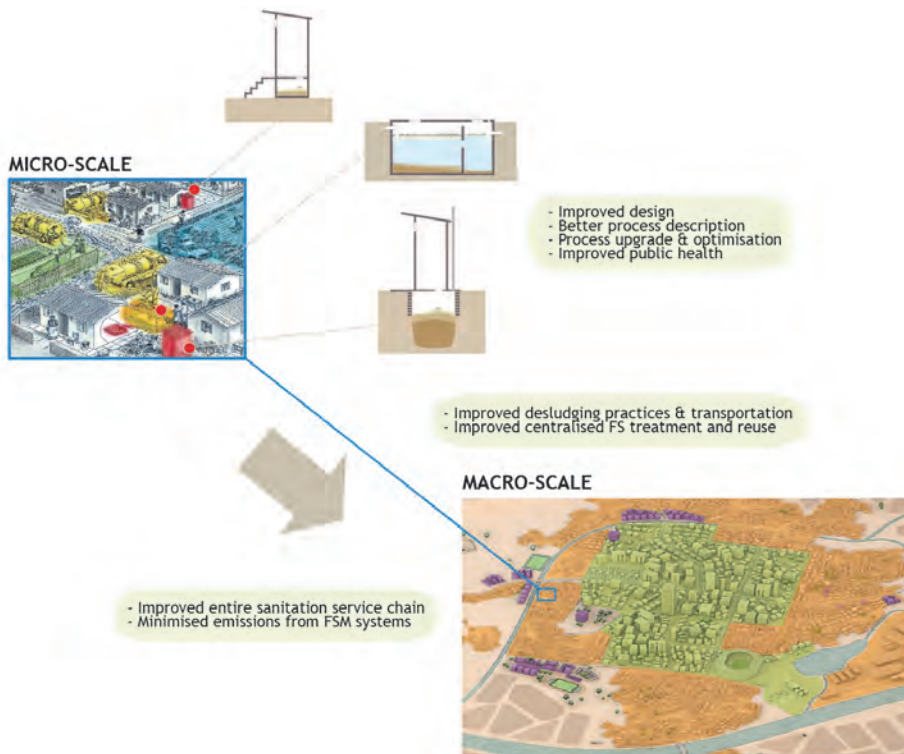 MICRO-SCALE
- Improved design
- Better process description
- Process upgrade & optimisation
- Improved public health
- Improved desludging practices & transportation
- Improved centralised FS treatment and reuse
MACRO-SCALE
- Improved entire sanitation service chain
- Minimised emissions from FSM systems